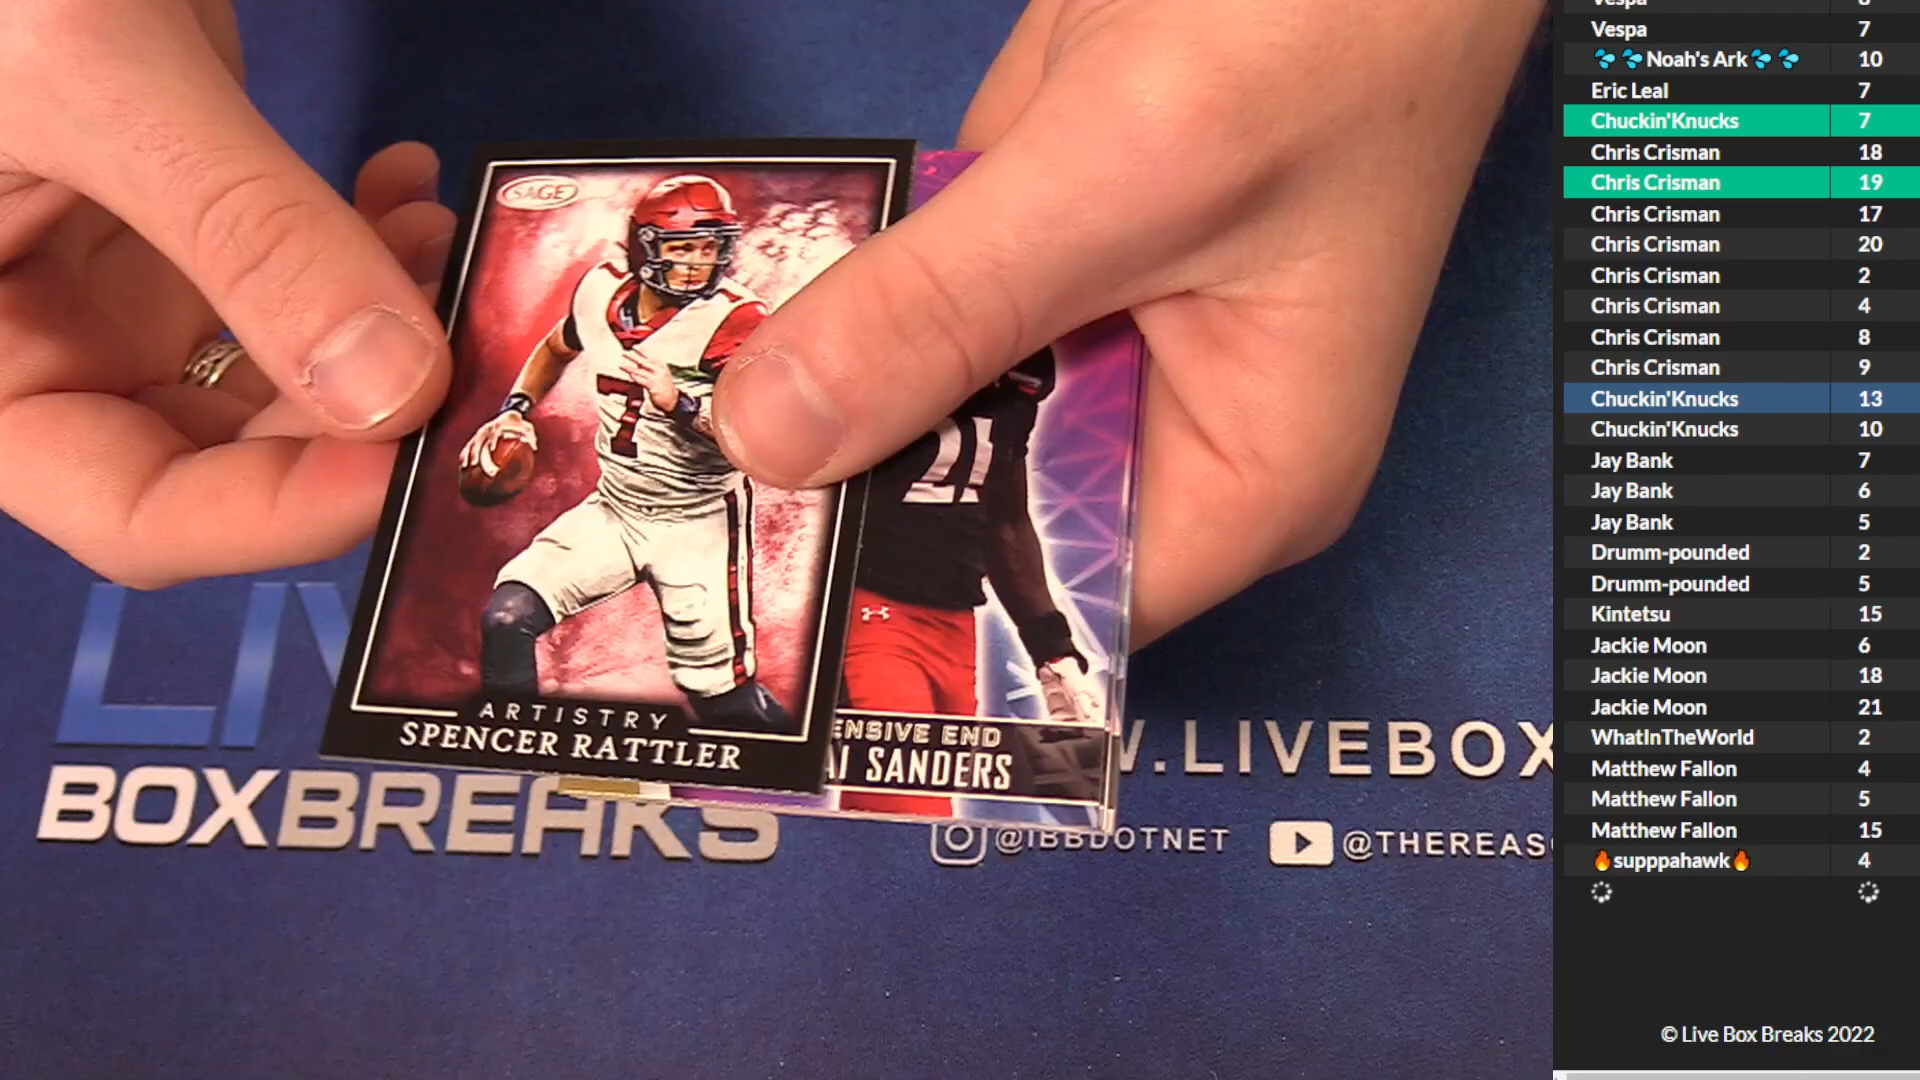 SAGE
7
21
ARTISTRY
SPENCER RATTLER
ENSIVE END
AI SANDERS
BOXBREAKS
.LIVEBOX
@IBBDOTNET
@THEREAS
Vespa 8
Vespa 7
💦 💦 Noah's Ark 💦 💦 10
Eric Leal 7
Chuckin'Knucks 7
Chris Crisman 18
Chris Crisman 19
Chris Crisman 17
Chris Crisman 20
Chris Crisman 2
Chris Crisman 4
Chris Crisman 8
Chris Crisman 9
Chuckin'Knucks 13
Chuckin'Knucks 10
Jay Bank 7
Jay Bank 6
Jay Bank 5
Drumm-pounded 2
Drumm-pounded 5
Kintetsu 15
Jackie Moon 6
Jackie Moon 18
Jackie Moon 21
WhatInTheWorld 2
Matthew Fallon 4
Matthew Fallon 5
Matthew Fallon 15
🔥supppahawk🔥 4
© Live Box Breaks 2022